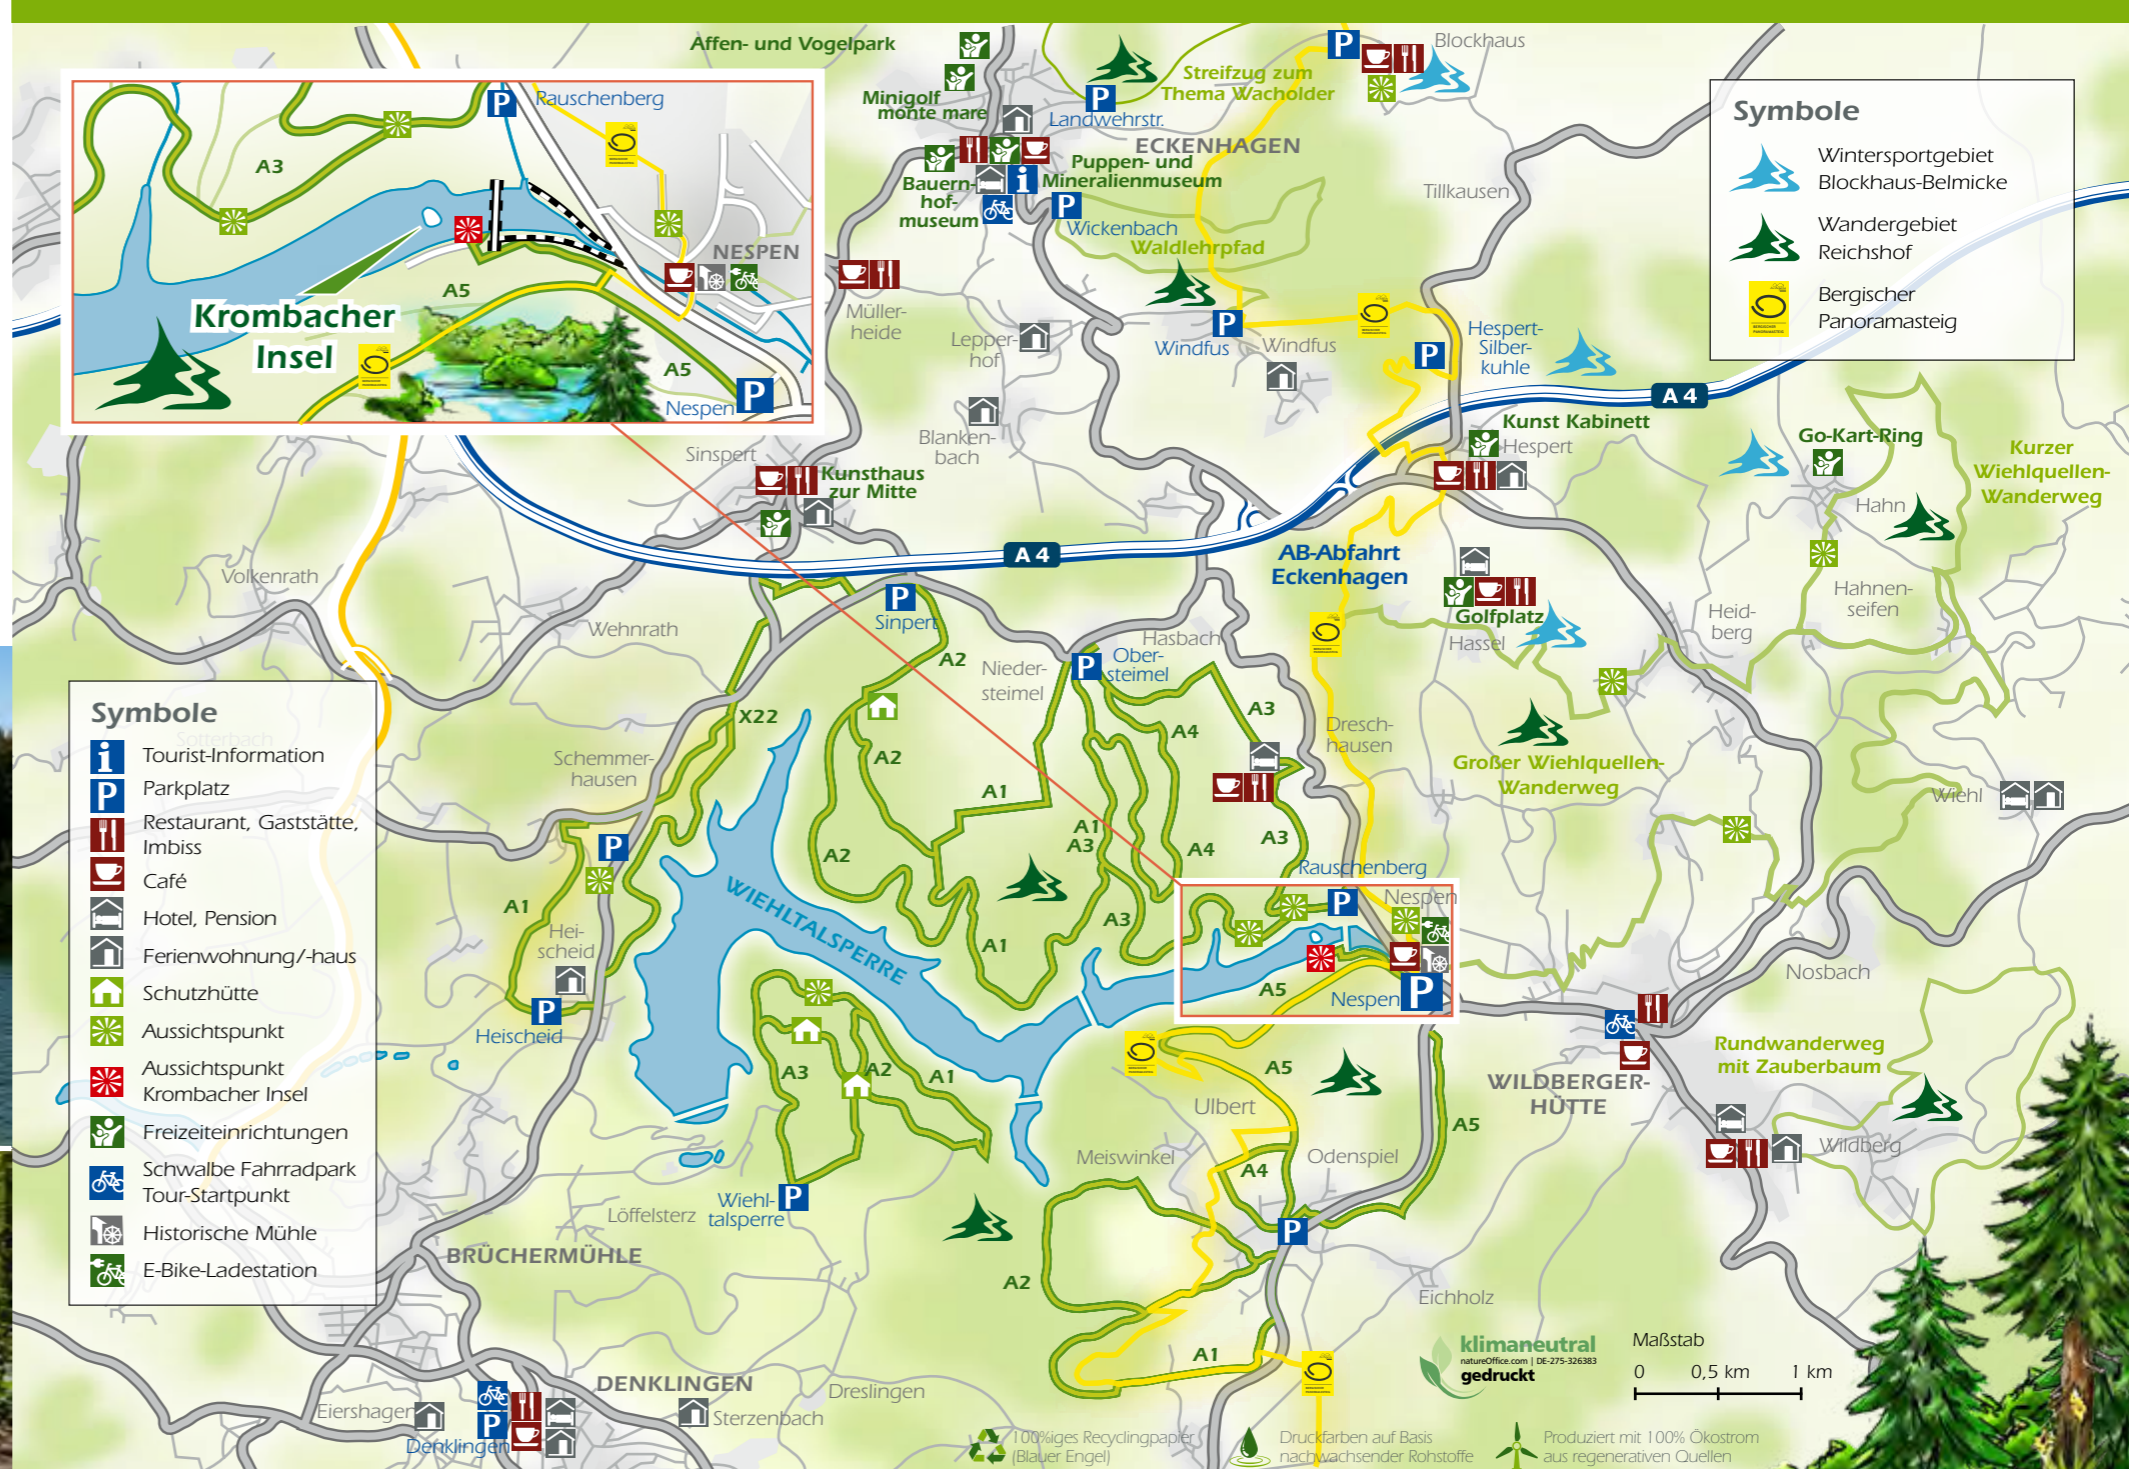 Affen- und Vogelpark
Minigolf
monte mare
Landwehrstr.
Streifzug zum
Thema Wacholder
Blockhaus
P
P
ECKENHAGEN
Puppen- und
Mineralienmuseum
Bauern-
hof-
museum
i
P
Wickenbach
Waldlehrpfad
Tillkausen
Symbole
Wintersportgebiet
Blockhaus-Belmicke
Wandergebiet
Reichshof
Bergischer
Panoramasteig
P
Rauschenberg
A3
NESPEN
A5
Krombacher
Insel
A5
Nespen
P
Müller-
heide
Lepper-
hof
Blanken-
bach
P
Windfus
Windfus
P
Hespert-
Silber-
kuhle
A 4
Kunst Kabinett
Hespert
Go-Kart-Ring
Hahn
Kurzer
Wiehlquellen-
Wanderweg
Sinspert
Kunsthaus
zur Mitte
A 4
AB-Abfahrt
Eckenhagen
Volkenrath
Wehnrath
P
Sinpert
Golfplatz
Hassel
Heid-
berg
Hahnen-
seifen
Hasbach
Nieder-
steimel
P
Ober-
steimel
A2
X22
A2
A1
A4
A3
Dresch-
hausen
Großer Wiehlquellen-
Wanderweg
Wiehl
Schemmer-
hausen
P
A2
A1
A3
A4
A3
Rauschenberg
P
Nespen
A1
Hei-
scheid
P
Heischeid
WIEHLTALSPERRE
A1
A3
A5
Nespen
P
Nosbach
A3
A2
A1
A5
Ulbert
WILDBERGER-
HÜTTE
Rundwanderweg
mit Zauberbaum
Wildberg
A5
Meiswinkel
A4
Odenspiel
P
Wiehl-
talsperre
P
Löffelsterz
BRÜCHERMÜHLE
A2
A1
Eichholz
DENKLINGEN
Dreslingen
Sterzenbach
Eiershagen
P
Denklingen
Symbole
Sotterbach
i
Tourist-Information
P
Parkplatz
Restaurant, Gaststätte,
Imbiss
Café
Hotel, Pension
Ferienwohnung/-haus
Schutzhütte
Aussichtspunkt
Aussichtspunkt
Krombacher Insel
Freizeiteinrichtungen
Schwalbe Fahrradpark
Tour-Startpunkt
Historische Mühle
E-Bike-Ladestation
klimaneutral
natureOffice.com | DE-275-326383
gedruckt
Maßstab
0 0,5 km 1 km
100%iges Recyclingpapier
(Blauer Engel)
Druckfarben auf Basis
nachwachsender Rohstoffe
Produziert mit 100% Ökostrom
aus regenerativen Quellen